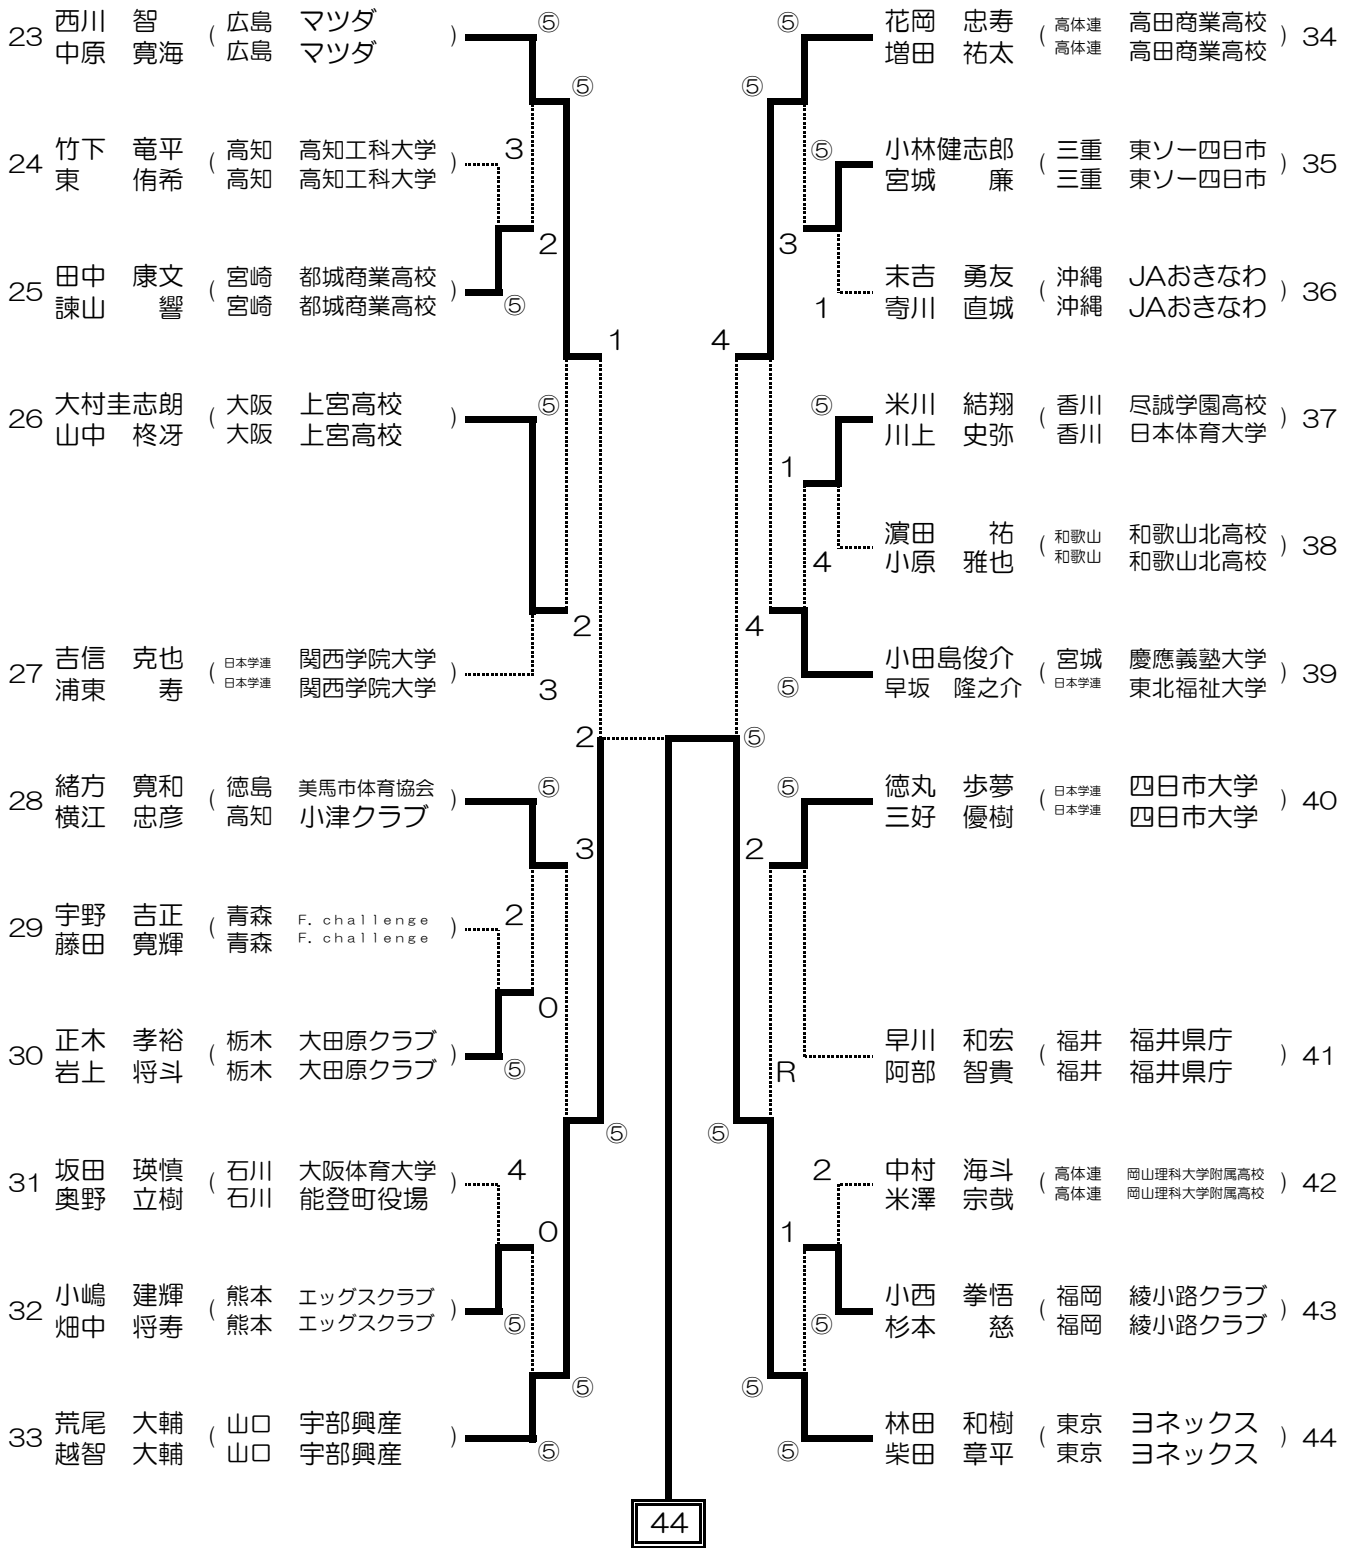 23 西川 智 ( 広島 マツダ )
中原 寛海 広島 マツダ
⑤
⑤
24 竹下 竜平 ( 高知 高知工科大学 )
東 侑希 高知 高知工科大学
3
2
25 田中 康文 ( 宮崎 都城商業高校 )
諫山 響 宮崎 都城商業高校
⑤
1
26 大村圭志朗 ( 大阪 上宮高校 )
山中 柊冴 大阪 上宮高校
⑤
2
27 吉信 克也 ( 日本学連 関西学院大学 )
浦東 寿 日本学連 関西学院大学
3
2
28 緒方 寛和 ( 徳島 美馬市体育協会 )
横江 忠彦 高知 小津クラブ
⑤
3
29 宇野 吉正 ( 青森 F. challenge )
藤田 寛輝 青森 F. challenge
2
0
30 正木 孝裕 ( 栃木 大田原クラブ )
岩上 将斗 栃木 大田原クラブ
⑤
⑤
31 坂田 瑛慎 ( 石川 大阪体育大学 )
奥野 立樹 石川 能登町役場
4
0
32 小嶋 建輝 ( 熊本 エッグスクラブ )
畑中 将寿 熊本 エッグスクラブ
⑤
⑤
33 荒尾 大輔 ( 山口 宇部興産 )
越智 大輔 山口 宇部興産
⑤
⑤
花岡 忠寿 ( 高体連 高田商業高校 ) 34
増田 祐太 高体連 高田商業高校
⑤
⑤
小林健志郎 ( 三重 東ソー四日市 ) 35
宮城 廉 三重 東ソー四日市
3
末吉 勇友 ( 沖縄 JAおきなわ ) 36
寄川 直城 沖縄 JAおきなわ
1
4
⑤
米川 結翔 ( 香川 尽誠学園高校 ) 37
川上 史弥 香川 日本体育大学
1
濵田 祐 ( 和歌山 和歌山北高校 ) 38
小原 雅也 和歌山 和歌山北高校
4
4
小田島俊介 ( 宮城 慶應義塾大学 ) 39
早坂 隆之介 日本学連 東北福祉大学
⑤
⑤
⑤
徳丸 歩夢 ( 日本学連 四日市大学 ) 40
三好 優樹 日本学連 四日市大学
2
早川 和宏 ( 福井 福井県庁 ) 41
阿部 智貴 福井 福井県庁
R
⑤
2
中村 海斗 ( 高体連 岡山理科大学附属高校 ) 42
米澤 宗哉 高体連 岡山理科大学附属高校
1
小西 拳悟 ( 福岡 綾小路クラブ ) 43
杉本 慈 福岡 綾小路クラブ
⑤
⑤
林田 和樹 ( 東京 ヨネックス ) 44
柴田 章平 東京 ヨネックス
⑤
44